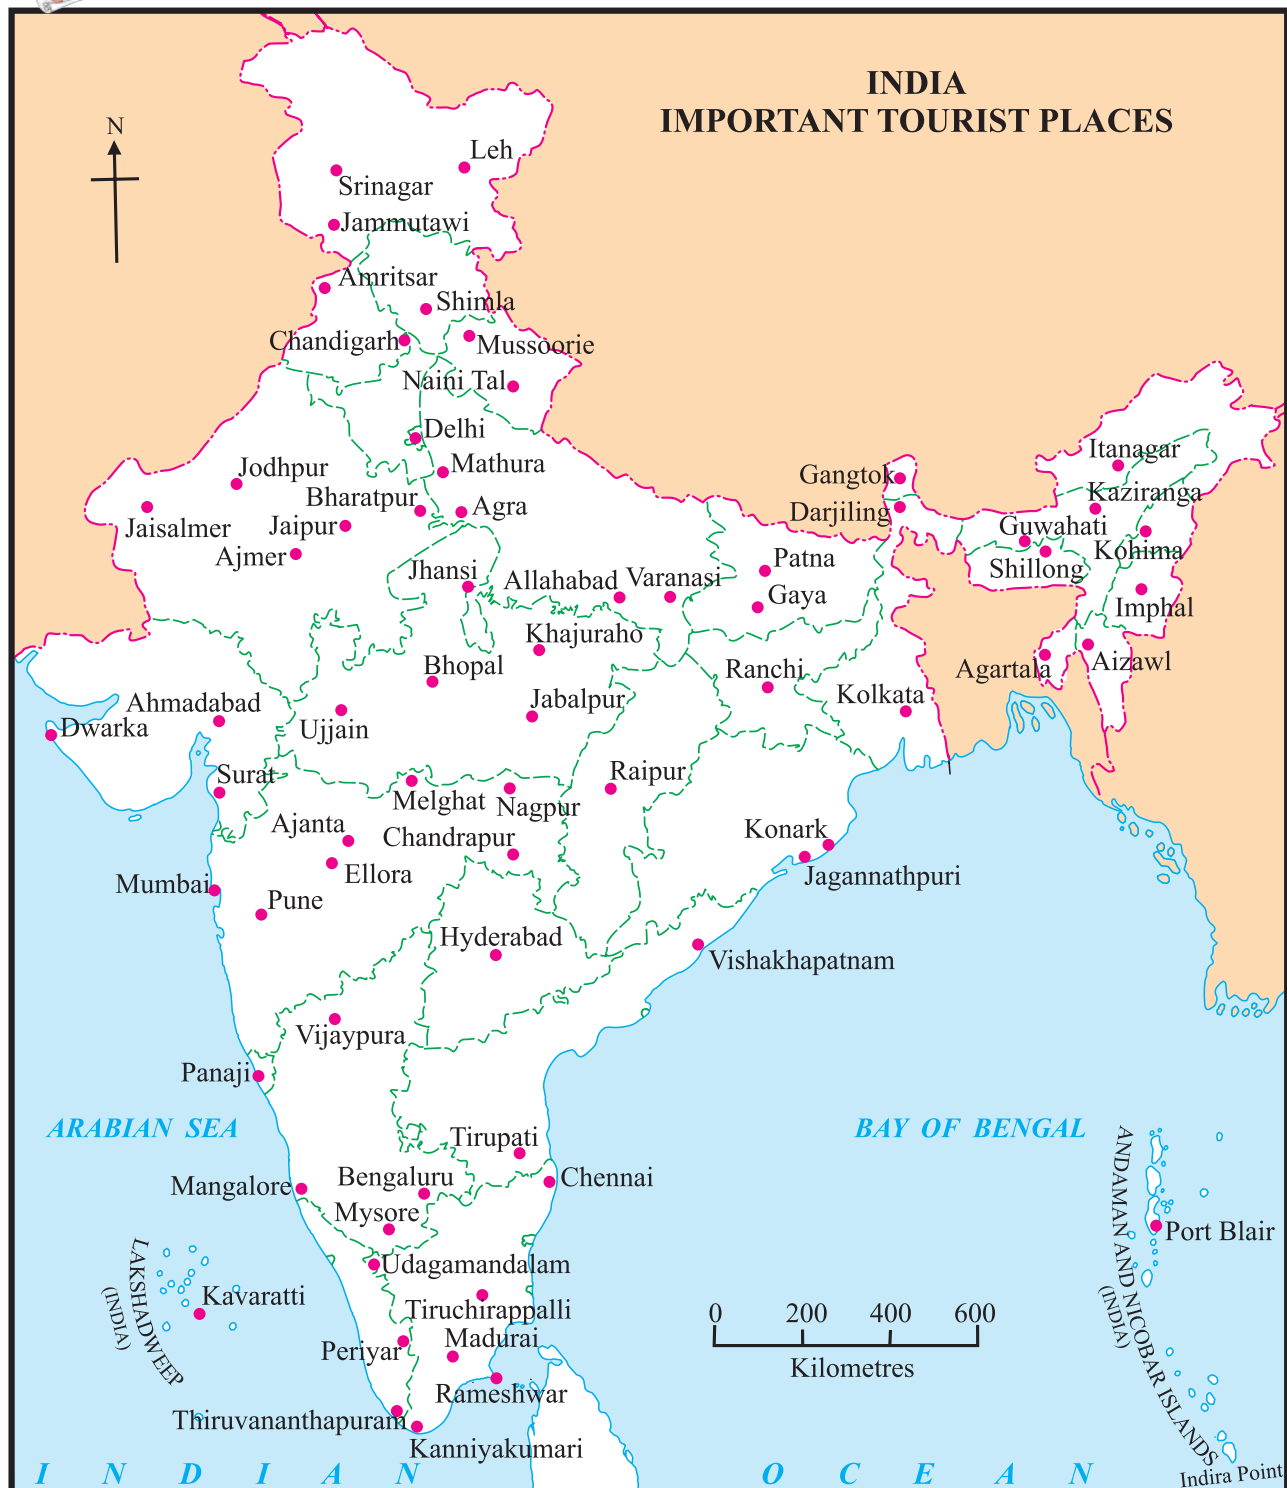 INDIA
IMPORTANT TOURIST PLACES
N
Leh
Srinagar
Jammutawi
Amritsar
Shimla
Chandigarh
Mussoorie
Naini Tal
Delhi
Mathura
Jodhpur
Bharatpur
Agra
Jaisalmer
Jaipur
Ajmer
Gangtok
Darjiling
Itanagar
Kaziranga
Guwahati
Kohima
Shillong
Imphal
Patna
Gaya
Jhansi
Allahabad
Varanasi
Khajuraho
Agartala
Aizawl
Bhopal
Ranchi
Kolkata
Ahmadabad
Dwarka
Ujjain
Jabalpur
Surat
Melghat
Nagpur
Raipur
Ajanta
Chandrapur
Konark
Ellora
Jagannathpuri
Mumbai
Pune
Hyderabad
Vishakhapatnam
Vijaypura
Panaji
ARABIAN SEA
BAY OF BENGAL
Tirupati
Bengaluru
Chennai
Mangalore
Mysore
Udagamandalam
Port Blair
ANDAMAN AND NICOBAR ISLANDS
(INDIA)
LAKSHADWEEP
(INDIA)
Kavaratti
Tiruchirappalli
Madurai
Periyar
Rameshwar
0 200 400 600
Kilometres
Thiruvananthapuram
Kanniyakumari
Indira Point
INDIAN OCEAN